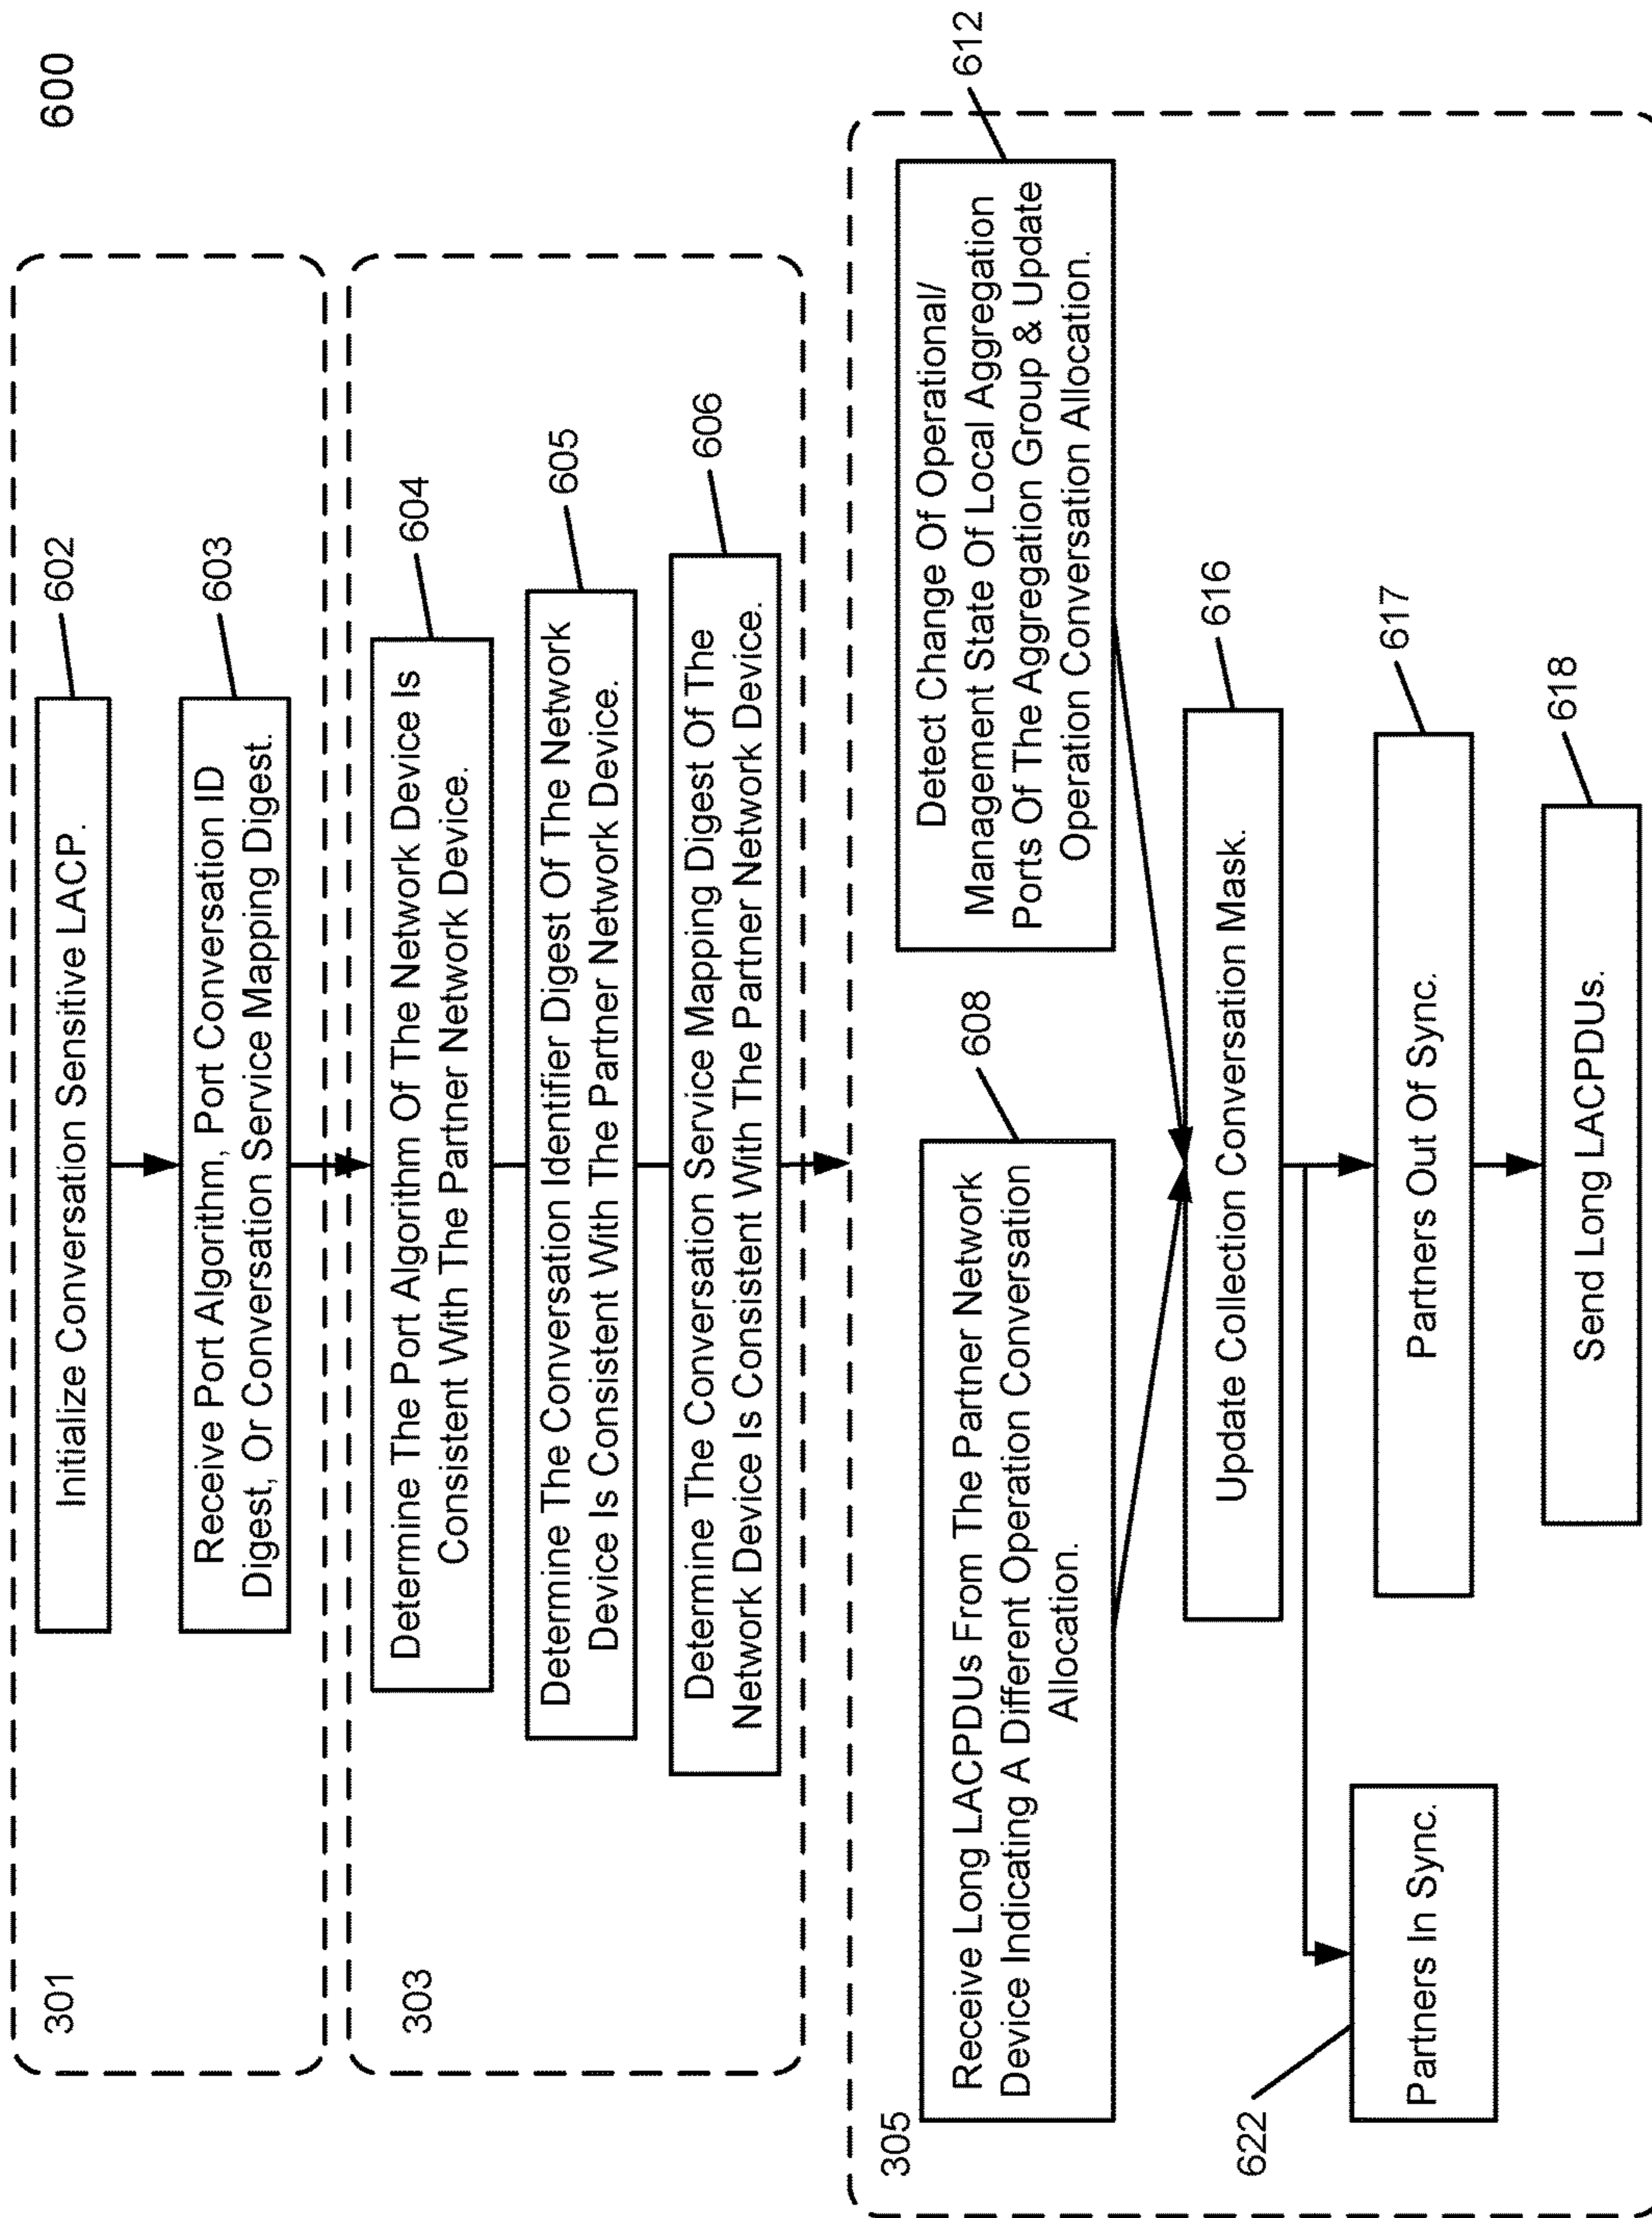 600
301
Initialize Conversation Sensitive LACP.
602
Receive Port Algorithm, Port Conversation ID
Digest, Or Conversation Service Mapping Digest.
603
303
Determine The Port Algorithm Of The Network Device Is
Consistent With The Partner Network Device.
604
Determine The Conversation Identifier Digest Of The Network
Device Is Consistent With The Partner Network Device.
605
Determine The Conversation Service Mapping Digest Of The
Network Device Is Consistent With The Partner Network Device.
606
305
Receive Long LACPDUs From The Partner Network
Device Indicating A Different Operation Conversation
Allocation.
608
Detect Change Of Operational/
Management State Of Local Aggregation
Ports Of The Aggregation Group & Update
Operation Conversation Allocation.
612
Update Collection Conversation Mask.
616
622
Partners In Sync.
Partners Out Of Sync.
617
Send Long LACPDUs.
618